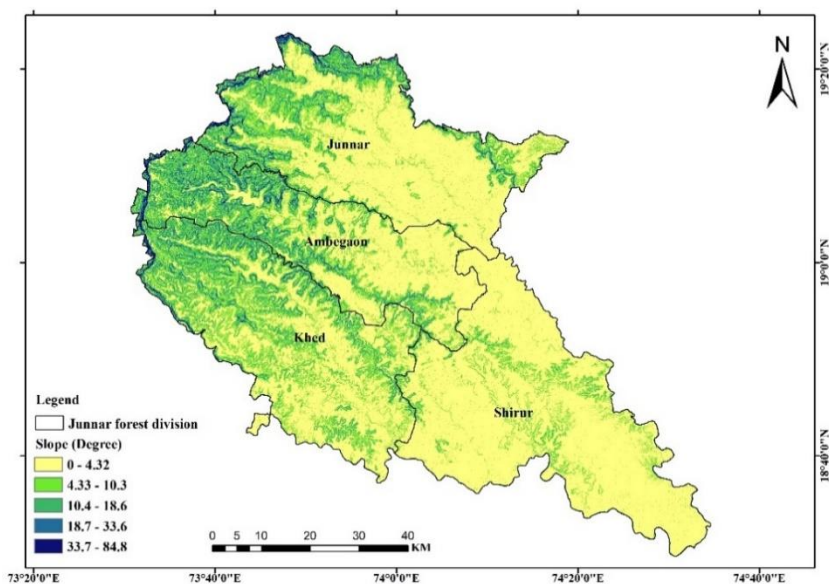 N
19°20'0"N
Junnar
Ambegaon
19°0'0"N
Khed
Legend
Junnar forest division
Shirur
Slope (Degree)
0 - 4.32
4.33 - 10.3
18°40'0"N
10.4 - 18.6
18.7 - 33.6
33.7 - 84.8
0 5 10 20 30 40
KM
73°20'0"E 73°40'0"E 74°0'0"E 74°20'0"E 74°40'0"E